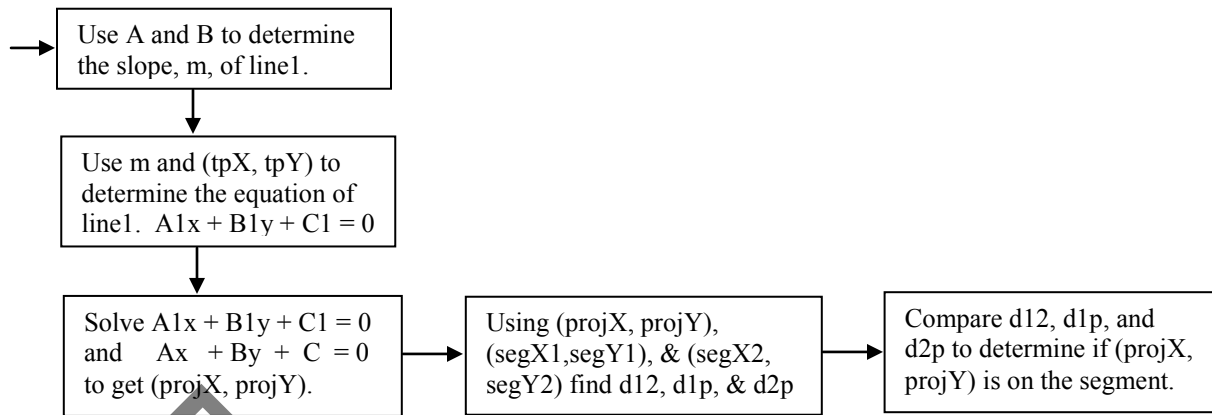 Use A and B to determine
the slope, m, of line1.
Use m and (tpX, tpY) to
determine the equation of
line1. A1x + B1y + C1 = 0
Solve A1x + B1y + C1 = 0
and Ax + By + C = 0
to get (projX, projY).
Using (projX, projY),
(segX1,segY1), & (segX2,
segY2) find d12, d1p, & d2p
Compare d12, d1p, and
d2p to determine if (projX,
projY) is on the segment.